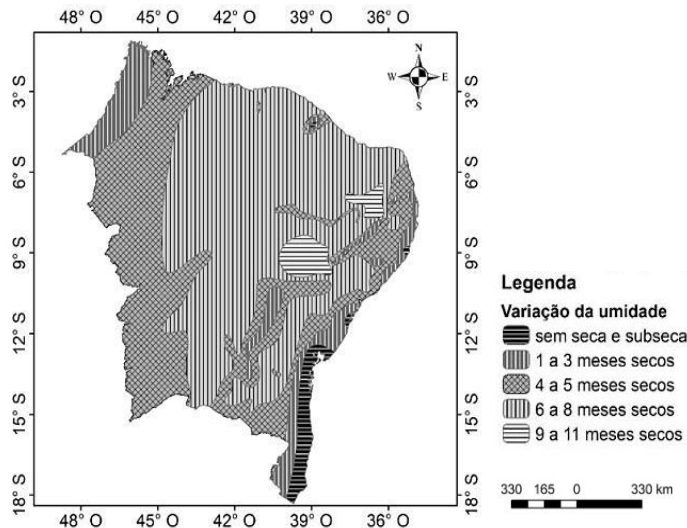 48° O 45° O 42° O 39° O 36° O
N
W E
S
3° S 3° S
6° S 6° S
9° S 9° S
12° S 12° S
15° S 15° S
18° S 18° S
48° O 45° O 42° O 39° O 36° O
Legenda
Variação da umidade
sem seca e subseca
1 a 3 meses secos
4 a 5 meses secos
6 a 8 meses secos
9 a 11 meses secos
330 165 0 330 km